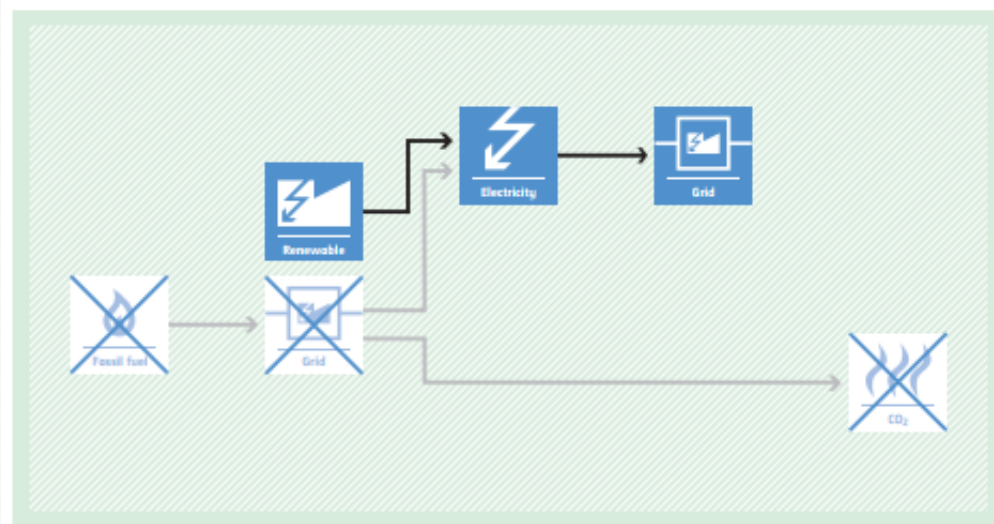 Electricity
Grid
Renewable
Fossil fuel
Grid
CO₂